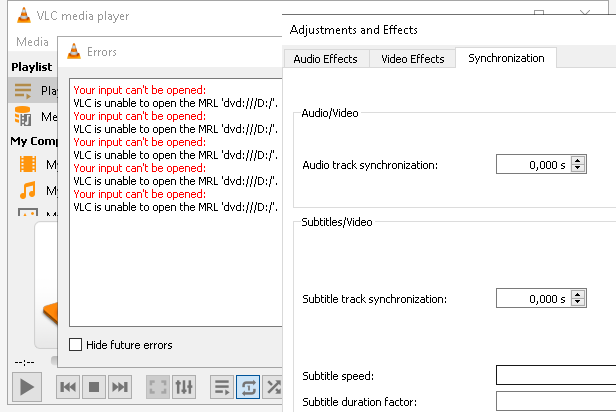 VLC media player
Media
Playlist
My Comp
Errors
Your input can't be opened:
VLC is unable to open the MRL 'dvd:///D:/'.
Your input can't be opened:
VLC is unable to open the MRL 'dvd:///D:/'.
Your input can't be opened:
VLC is unable to open the MRL 'dvd:///D:/'.
Your input can't be opened:
VLC is unable to open the MRL 'dvd:///D:/'.
Your input can't be opened:
VLC is unable to open the MRL 'dvd:///D:/'.
Hide future errors
--:--
Adjustments and Effects
Audio Effects
Video Effects
Synchronization
Audio/Video
Audio track synchronization:
0,000 s
Subtitles/Video
Subtitle track synchronization:
0,000 s
Subtitle speed:
Subtitle duration factor: